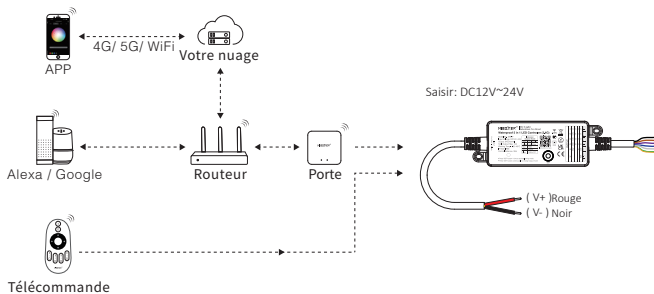 4G/ 5G/ WiFi
Votre nuage
APP
Saisir: DC12V~24V
Alexa / Google
Routeur
Porte
( V+ )Rouge
( V- ) Noir
Télécommande